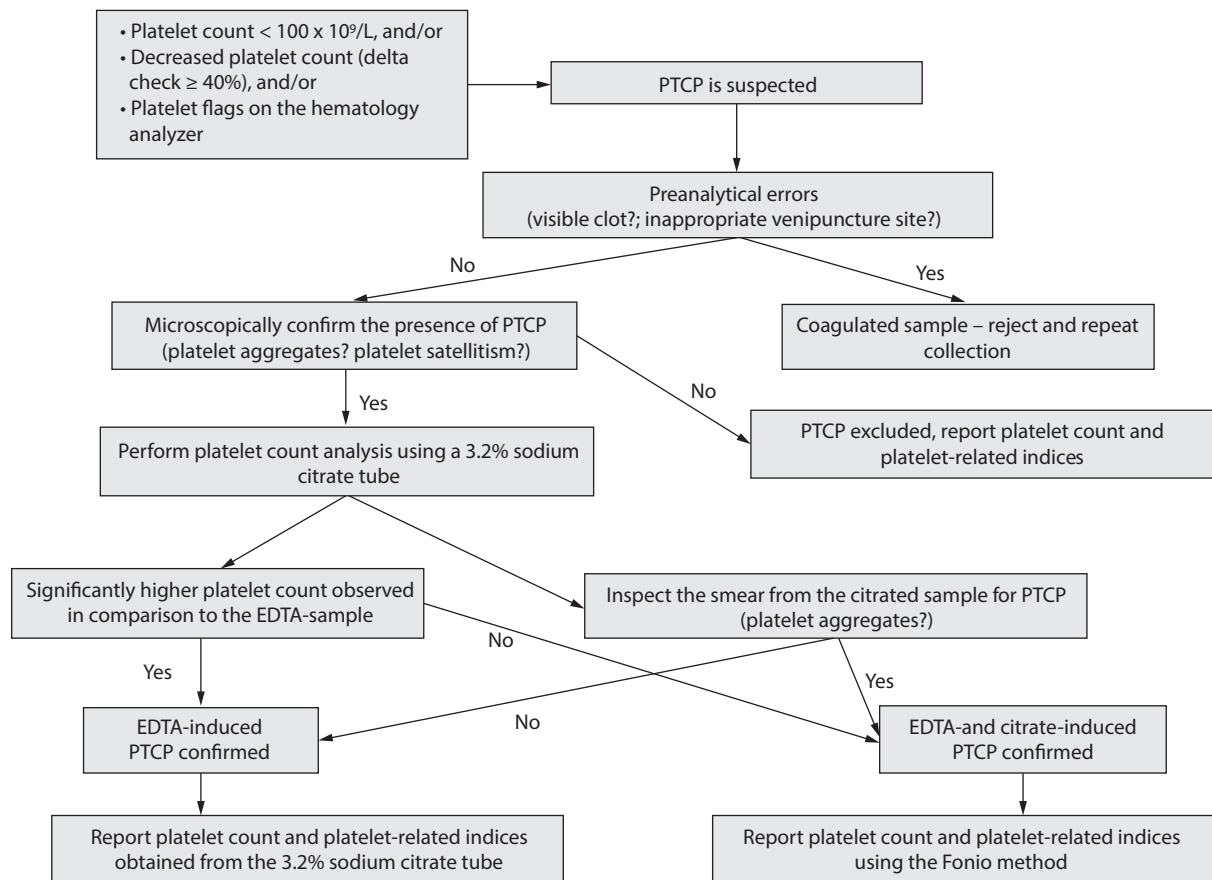 • Platelet count < 100 x 10⁹/L, and/or
• Decreased platelet count (delta
check ≥ 40%), and/or
• Platelet flags on the hematology
analyzer
PTCP is suspected
Preanalytical errors
(visible clot?; inappropriate venipuncture site?)
No
Yes
Microscopically confirm the presence of PTCP
(platelet aggregates? platelet satellitism?)
Coagulated sample – reject and repeat
collection
Yes
No
PTCP excluded, report platelet count and
platelet-related indices
Perform platelet count analysis using a 3.2% sodium
citrate tube
Significantly higher platelet count observed
in comparison to the EDTA-sample
Inspect the smear from the citrated sample for PTCP
(platelet aggregates?)
Yes
No
No
Yes
EDTA-induced
PTCP confirmed
EDTA-and citrate-induced
PTCP confirmed
Report platelet count and platelet-related indices
obtained from the 3.2% sodium citrate tube
Report platelet count and platelet-related indices
using the Fonio method